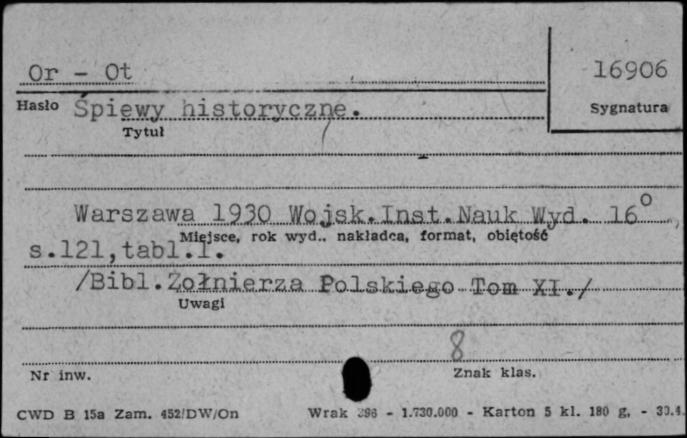 Or - Ot
16906
Hasło Śpiewy historyczne.
Sygnatura
Tytuł
Warszawa 1930 Wojsk.Inst.Nauk Wyd. 16°
Miejsce, rok wyd., nakładca, format, objętość
s.121,tabl.1.
/Bibl.Żołnierza Polskiego Tom XI./
Uwagi
8
Nr inw.
Znak klas.
CWD B 15a Zam. 452/DW/On Wrak - 1.730.000 - Karton 5 kl. 180 g. - 30.4.